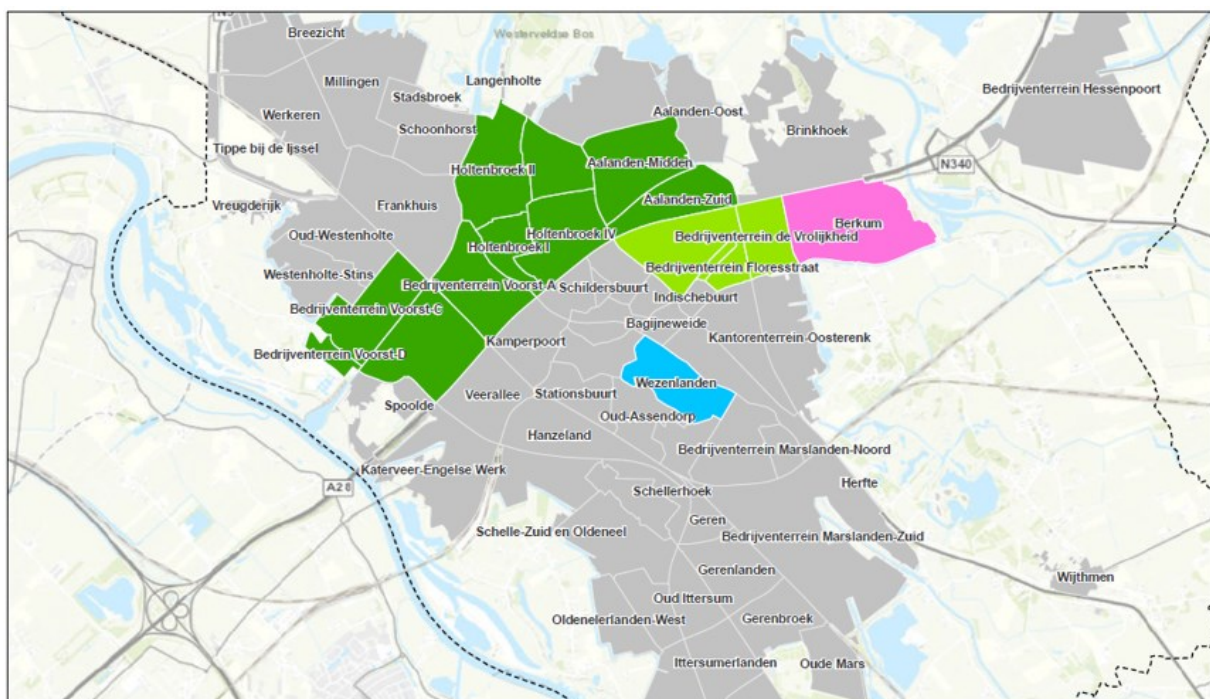 Breezicht
Westerveldse Bos
Millingen
Langenholte
Bedrijventerrein Hessenpoort
Stadsbroek
Werkeren
Aalanden-Oost
Schoonhorst
Brinkhoek
Tippe bij de Ijssel
Holtenbroek II
Aalanden-Midden
N340
Vreugderijk
Frankhuis
Aalanden-Zuid
Oud-Westenholte
Holtenbroek I
Holtenbroek IV
Bedrijventerrein de Vrolijkheid
Berkum
Westenholte-Stins
Bedrijventerrein Voorst-A
Schildersbuurt
Bedrijventerrein Floresstraat
Indischebuurt
Bedrijventerrein Voorst-C
Bagijneweide
Kamperpoort
Kantorenterrein-Oosterenk
Bedrijventerrein Voorst-D
Wezenlanden
Spoolde
Veerallee
Stationsbuurt
Oud-Assendorp
Hanzeland
Bedrijventerrein Marslanden-Noord
Katerveer-Engelse Werk
A28
Schellerhoek
Herfte
Geren
Schelle-Zuid en Oldeneel
Bedrijventerrein Marslanden-Zuid
Gerenlanden
Wijthmen
Oud Ittersum
Oldenelerlanden-West
Gerenbroek
Ittersumerlanden
Oude Mars